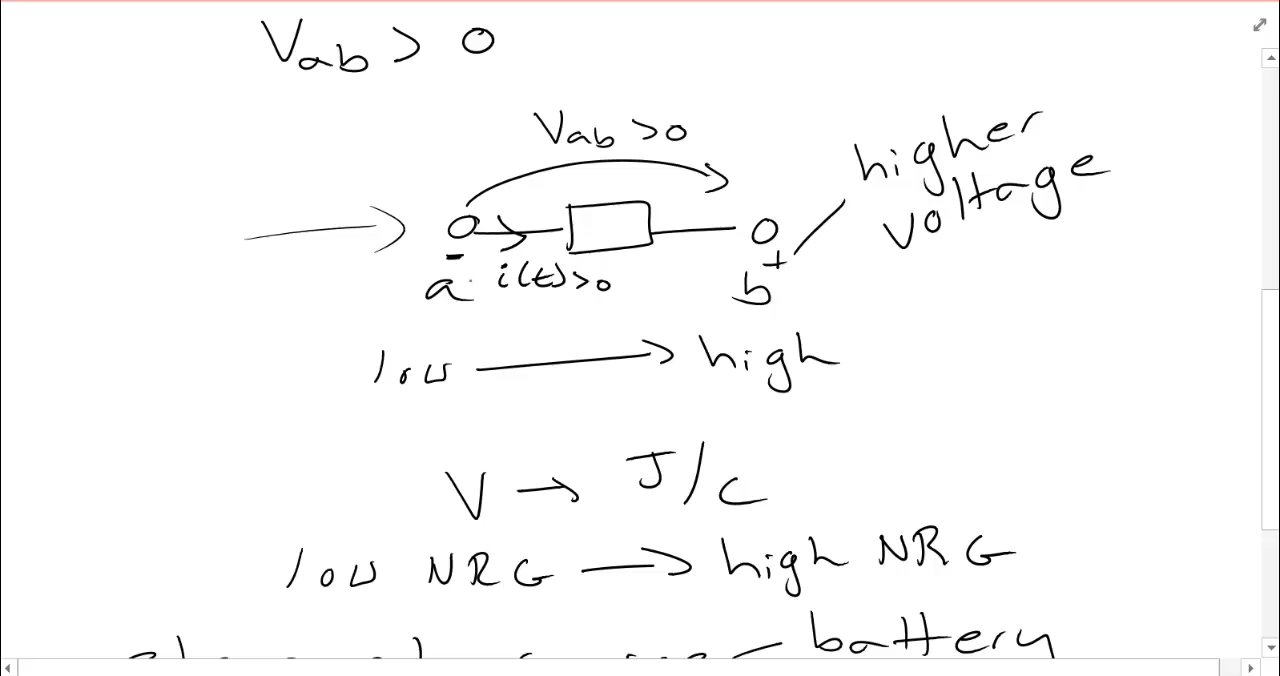 Vab > 0
Vab > 0
higher
voltage
- +
a i(t) > 0 b
low → high
V → J/C
low NRG → high NRG
battery